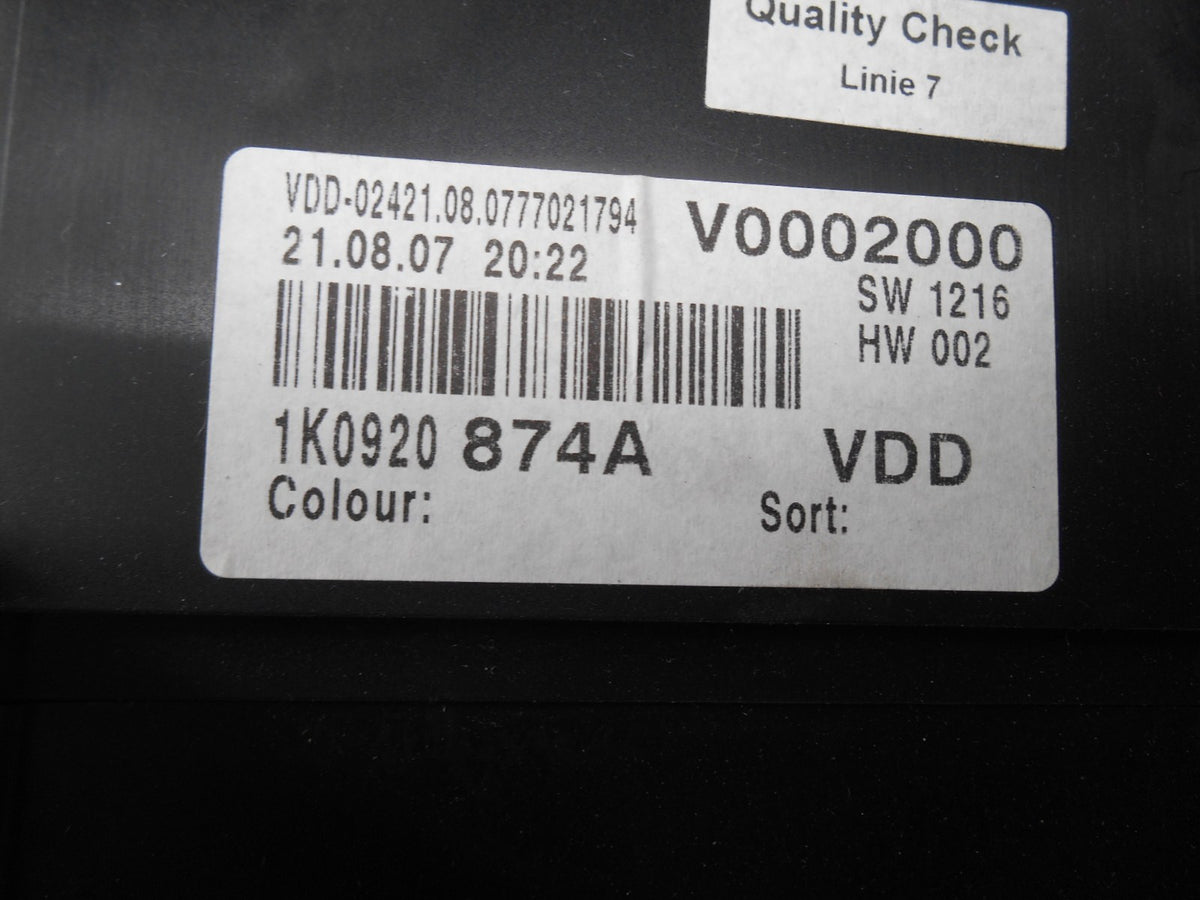 Quality Check
Linie 7
VDD-02421.08.0777021794
21.08.07 20:22
V0002000
SW 1216
HW 002
1K0920 874A
VDD
Colour:
Sort: